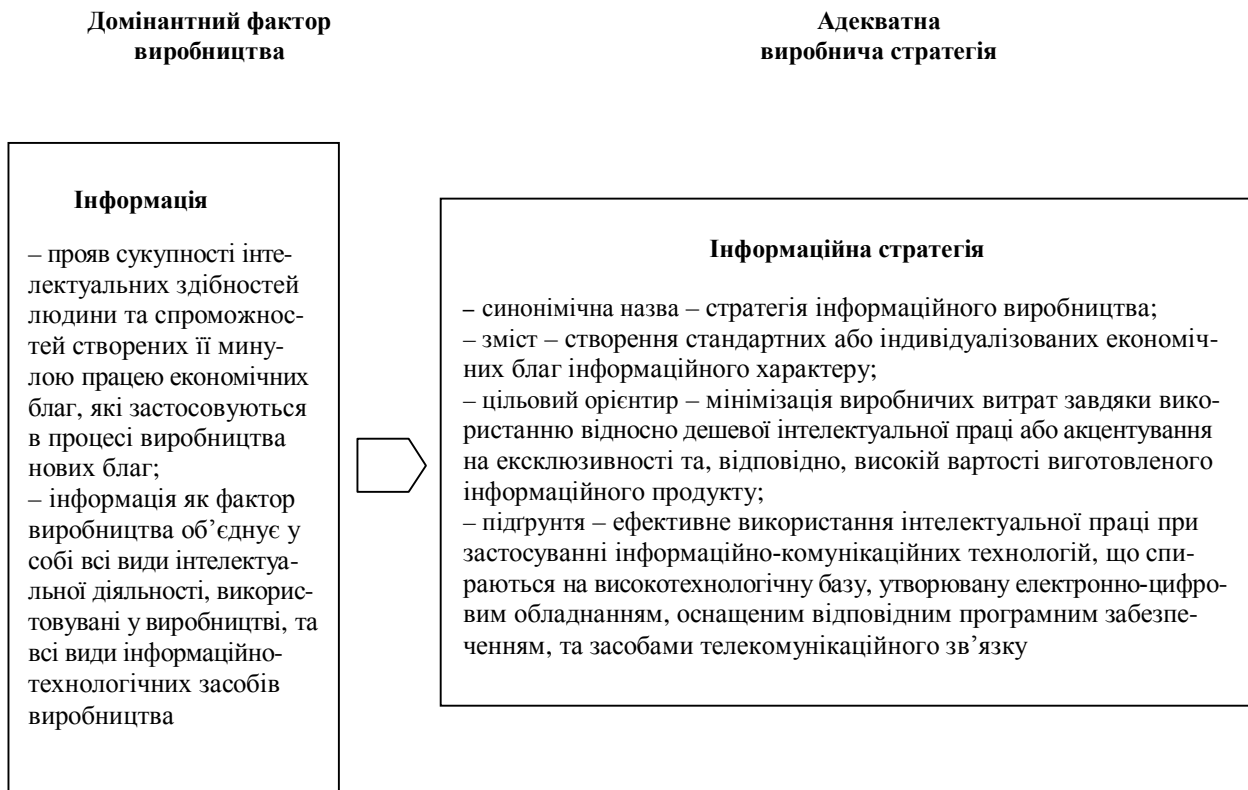 Домінантний фактор
виробництва
Адекватна
виробнича стратегія
Інформація
– прояв сукупності інте-
лектуальних здібностей
людини та спроможнос-
тей створених її мину-
лою працею економічних
благ, які застосовуються
в процесі виробництва
нових благ;
– інформація як фактор
виробництва об’єднує у
собі всі види інтелектуа-
льної діяльності, викорис-
товувані у виробництві, та
всі види інформаційно-
технологічних засобів
виробництва
Інформаційна стратегія
– синонімічна назва – стратегія інформаційного виробництва;
– зміст – створення стандартних або індивідуалізованих економіч-
них благ інформаційного характеру;
– цільовий орієнтир – мінімізація виробничих витрат завдяки вико-
ристанню відносно дешевої інтелектуальної праці або акцентування
на ексклюзивності та, відповідно, високій вартості виготовленого
інформаційного продукту;
– підґрунтя – ефективне використання інтелектуальної праці при
застосуванні інформаційно-комунікаційних технологій, що спи-
раються на високотехнологічну базу, утворювану електронно-цифро-
вим обладнанням, оснащеним відповідним програмним забезпе-
ченням, та засобами телекомунікаційного зв’язку